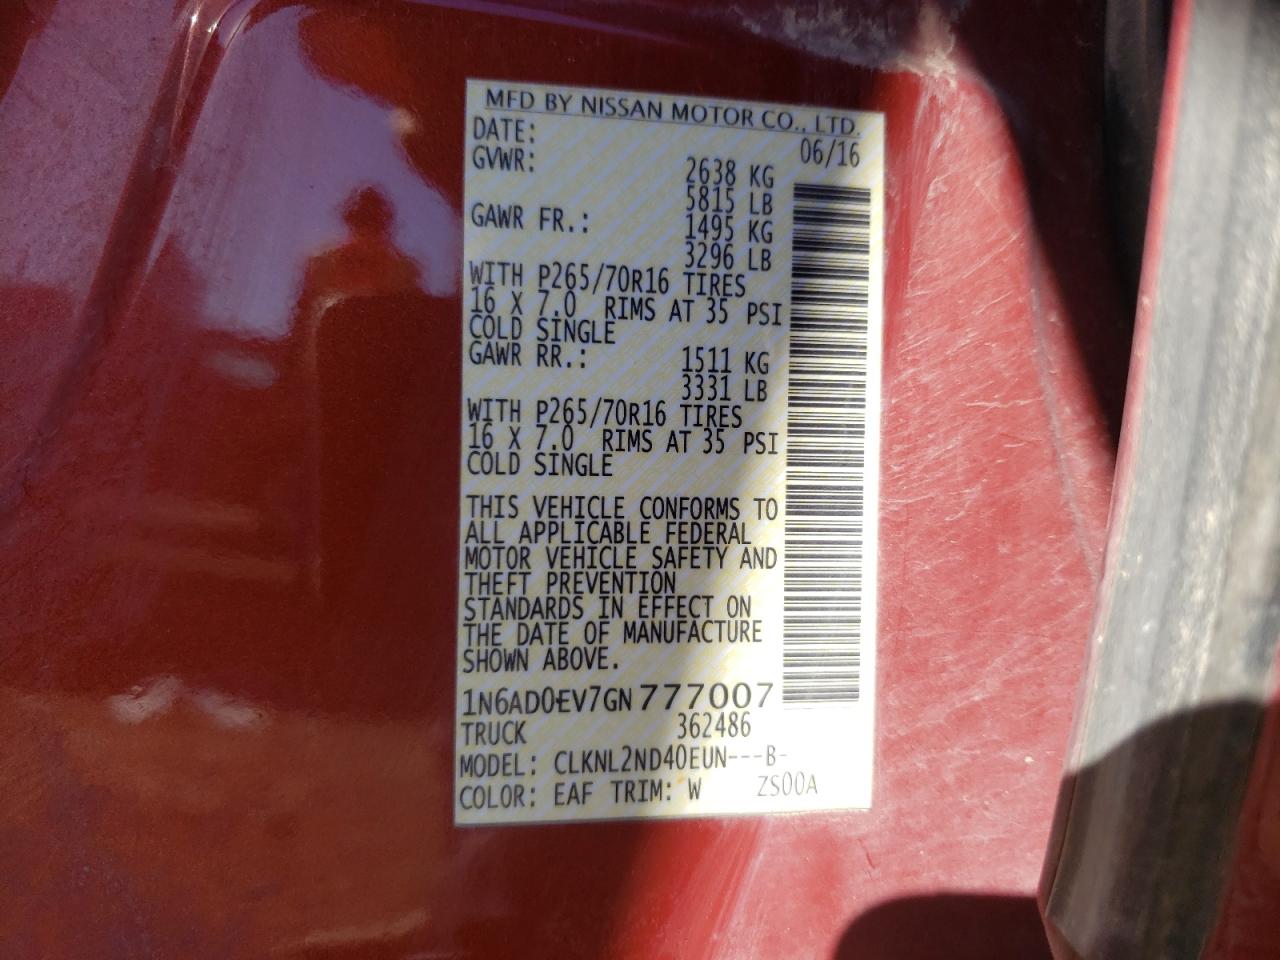 MFD BY NISSAN MOTOR CO., LTD.
DATE: 06/16
GVWR: 2638 KG
5815 LB
GAWR FR.: 1495 KG
3296 LB
WITH P265/70R16 TIRES
16 X 7.0 RIMS AT 35 PSI
COLD SINGLE
GAWR RR.: 1511 KG
3331 LB
WITH P265/70R16 TIRES
16 X 7.0 RIMS AT 35 PSI
COLD SINGLE
THIS VEHICLE CONFORMS TO
ALL APPLICABLE FEDERAL
MOTOR VEHICLE SAFETY AND
THEFT PREVENTION
STANDARDS IN EFFECT ON
THE DATE OF MANUFACTURE
SHOWN ABOVE.
1N6AD0EV7GN777007
TRUCK 362486
MODEL: CLKNL2ND40EUN---B-
COLOR: EAF TRIM: W ZS00A